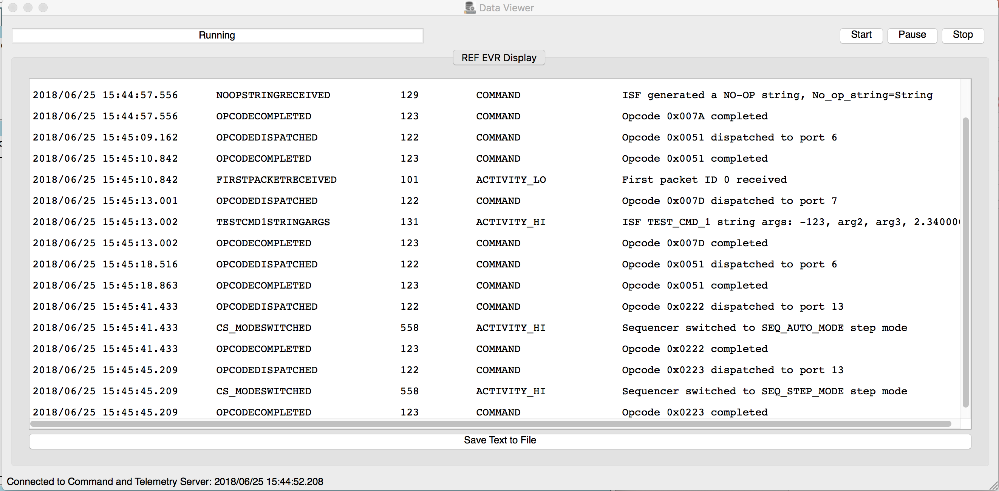 Data Viewer
Running
Start Pause Stop
REF EVR Display
2018/06/25 15:44:57.556 NOOPSTRINGRECEIVED 129 COMMAND ISF generated a NO-OP string, No_op_string=String
2018/06/25 15:44:57.556 OPCODECOMPLETED 123 COMMAND Opcode 0x007A completed
2018/06/25 15:45:09.162 OPCODEDISPATCHED 122 COMMAND Opcode 0x0051 dispatched to port 6
2018/06/25 15:45:10.842 OPCODECOMPLETED 123 COMMAND Opcode 0x0051 completed
2018/06/25 15:45:10.842 FIRSTPACKETRECEIVED 101 ACTIVITY_LO First packet ID 0 received
2018/06/25 15:45:13.001 OPCODEDISPATCHED 122 COMMAND Opcode 0x007D dispatched to port 7
2018/06/25 15:45:13.002 TESTCMD1STRINGARGS 131 ACTIVITY_HI ISF TEST_CMD_1 string args: -123, arg2, arg3, 2.34000
2018/06/25 15:45:13.002 OPCODECOMPLETED 123 COMMAND Opcode 0x007D completed
2018/06/25 15:45:18.516 OPCODEDISPATCHED 122 COMMAND Opcode 0x0051 dispatched to port 6
2018/06/25 15:45:18.863 OPCODECOMPLETED 123 COMMAND Opcode 0x0051 completed
2018/06/25 15:45:41.433 OPCODEDISPATCHED 122 COMMAND Opcode 0x0222 dispatched to port 13
2018/06/25 15:45:41.433 CS_MODESWITCHED 558 ACTIVITY_HI Sequencer switched to SEQ_AUTO_MODE step mode
2018/06/25 15:45:41.433 OPCODECOMPLETED 123 COMMAND Opcode 0x0222 completed
2018/06/25 15:45:45.209 OPCODEDISPATCHED 122 COMMAND Opcode 0x0223 dispatched to port 13
2018/06/25 15:45:45.209 CS_MODESWITCHED 558 ACTIVITY_HI Sequencer switched to SEQ_STEP_MODE step mode
2018/06/25 15:45:45.209 OPCODECOMPLETED 123 COMMAND Opcode 0x0223 completed
Save Text to File
Connected to Command and Telemetry Server: 2018/06/25 15:44:52.208